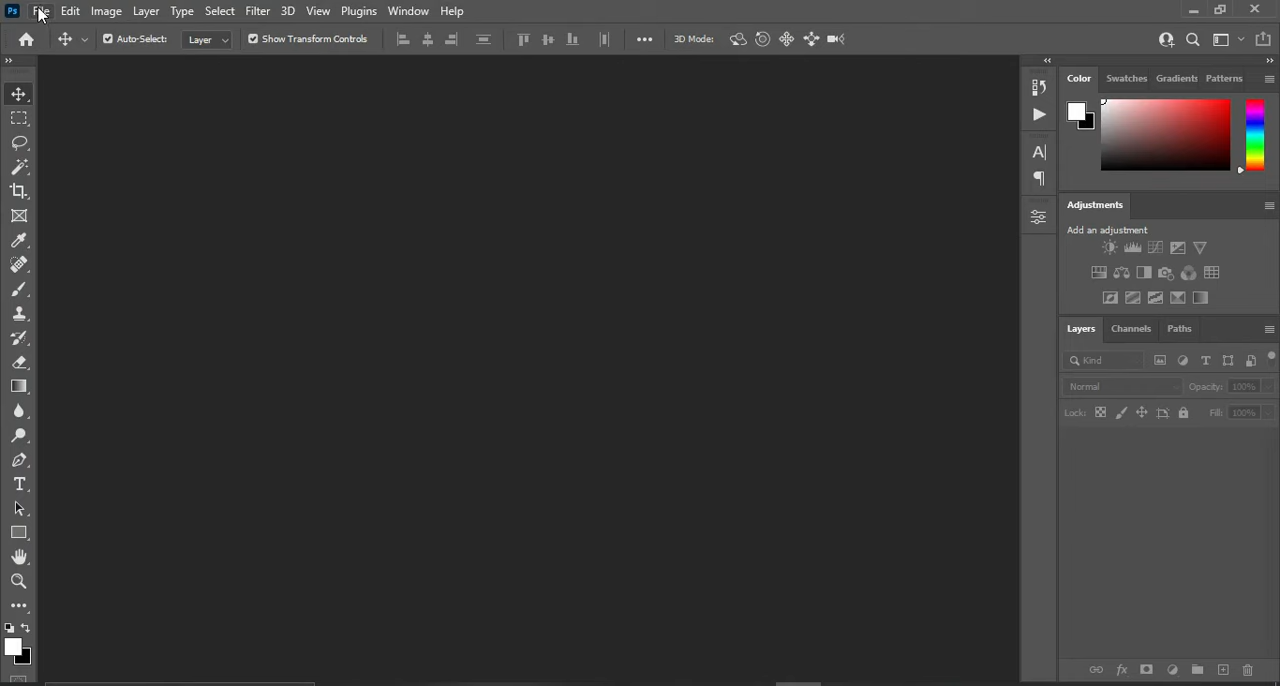 Ps File Edit Image Layer Type Select Filter 3D View Plugins Window Help
Auto-Select: Layer Show Transform Controls 3D Mode:
Color Swatches Gradients Patterns
Adjustments
Add an adjustment
Layers Channels Paths
Kind
Normal Opacity: 100%
Lock: Fill: 100%